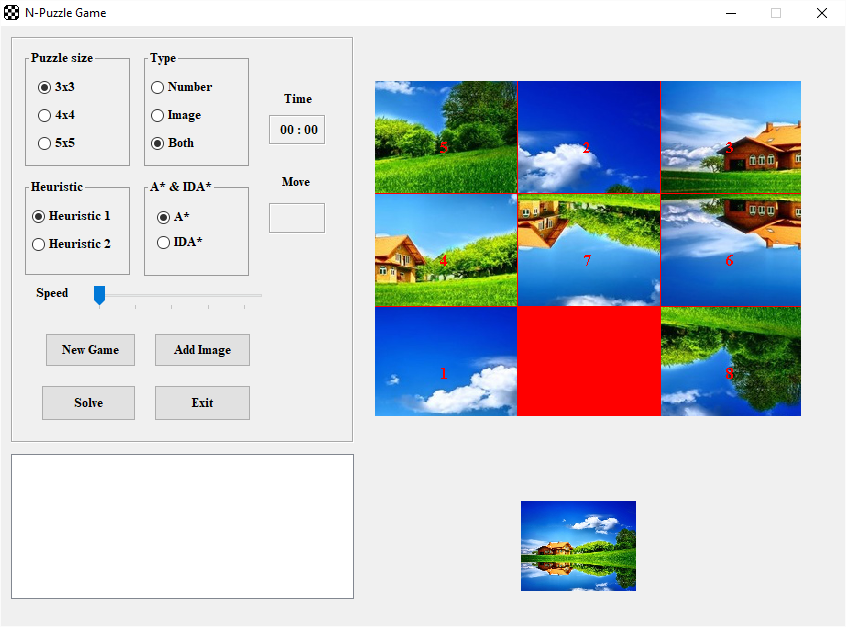 N-Puzzle Game
Puzzle size
3x3
4x4
5x5
Type
Number
Image
Both
Time
00 : 00
Move
Heuristic
Heuristic 1
Heuristic 2
A* & IDA*
A*
IDA*
Speed
New Game
Add Image
Solve
Exit
5 2 3
4 7 6
1 8